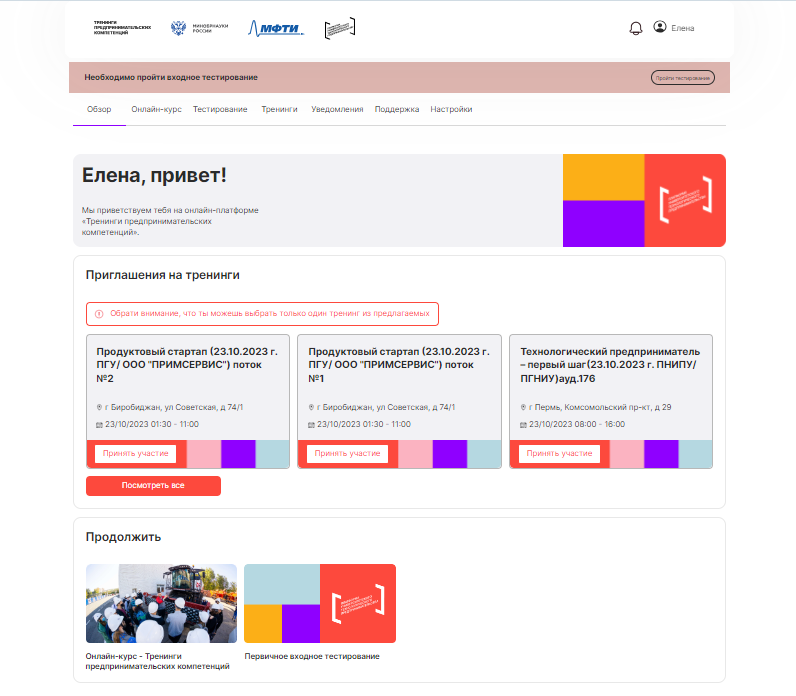 ТРЕНИНГИ
ПРЕДПРИНИМАТЕЛЬСКИХ
КОМПЕТЕНЦИЙ
МИНОБРНАУКИ
РОССИИ
МФТИ
Елена
Необходимо пройти входное тестирование
Пройти тестирование
Обзор Онлайн-курс Тестирование Тренинги Уведомления Поддержка Настройки
Елена, привет!
Мы приветствуем тебя на онлайн-платформе
«Тренинги предпринимательских
компетенций».
Приглашения на тренинги
Обрати внимание, что ты можешь выбрать только один тренинг из предлагаемых
Продуктовый стартап (23.10.2023 г.
ПГУ/ ООО "ПРИМСЕРВИС") поток
№2
г Биробиджан, ул Советская, д 74/1
23/10/2023 01:30 - 11:00
Принять участие
Продуктовый стартап (23.10.2023 г.
ПГУ/ ООО "ПРИМСЕРВИС") поток
№1
г Биробиджан, ул Советская, д 74/1
23/10/2023 01:30 - 11:00
Принять участие
Технологический предприниматель
– первый шаг(23.10.2023 г. ПНИПУ/
ПГНИУ)ауд.176
г Пермь, Комсомольский пр-кт, д 29
23/10/2023 08:00 - 16:00
Принять участие
Посмотреть все
Продолжить
Онлайн-курс - Тренинги
предпринимательских компетенций
Первичное входное тестирование